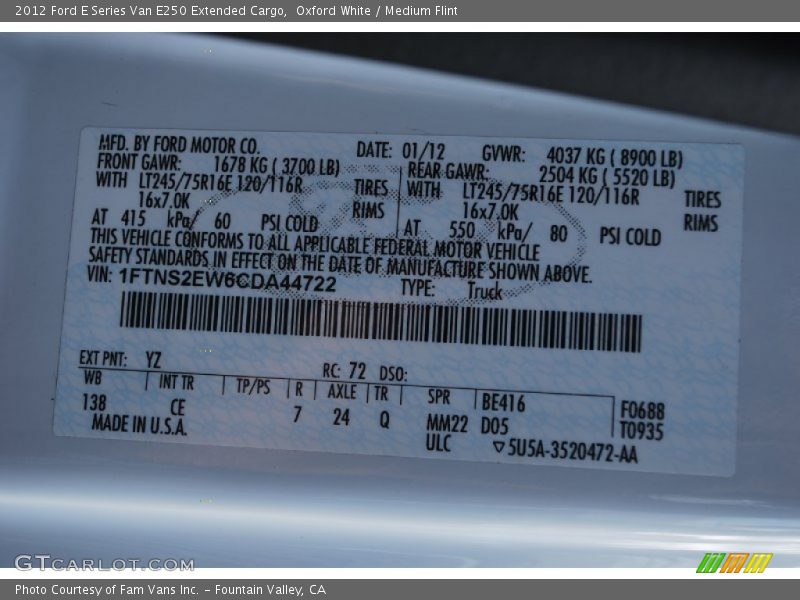 2012 Ford E Series Van E250 Extended Cargo,  Oxford White / Medium Flint
MFD. BY FORD MOTOR CO. DATE: 01/12 GVWR: 4037 KG ( 8900 LB)
FRONT GAWR: 1678 KG ( 3700 LB) REAR GAWR: 2504 KG ( 5520 LB)
WITH LT245/75R16E 120/116R TIRES WITH LT245/75R16E 120/116R TIRES
16x7.0K RIMS 16x7.0K RIMS
AT 415 kPa/ 60 PSI COLD AT 550 kPa/ 80 PSI COLD
THIS VEHICLE CONFORMS TO ALL APPLICABLE FEDERAL MOTOR VEHICLE
SAFETY STANDARDS IN EFFECT ON THE DATE OF MANUFACTURE SHOWN ABOVE.
VIN: 1FTNS2EW6CDA44722 TYPE: Truck
EXT PNT: YZ RC: 72 DSO:
WB INT TR TP/PS R AXLE TR SPR BE416 F0688
138 CE 7 24 Q MM22 D05 T0935
MADE IN U.S.A. ULC ▽5U5A-3520472-AA
GTCARLOT.COM
Photo Courtesy of Fam Vans Inc. - Fountain Valley, CA